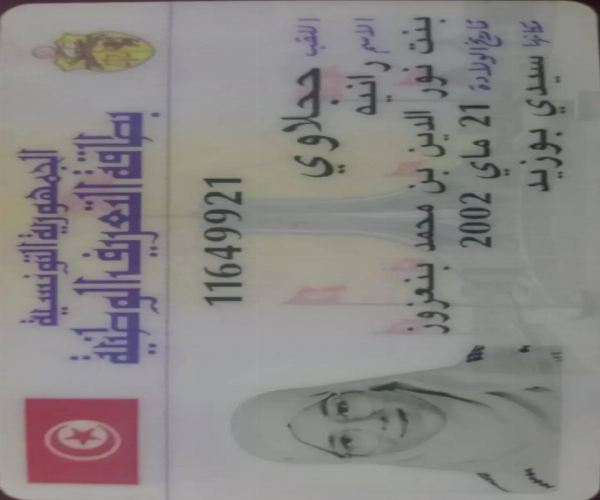 الجمهورية التونسية
بطاقة التعريف الوطنية
11649921
اللقب حجلاوي
الاسم رانيه
بنت نور الدين بن محمد بنعزوز
تاريخ الولادة 21 ماي 2002
مكانها سيدي بوزيد